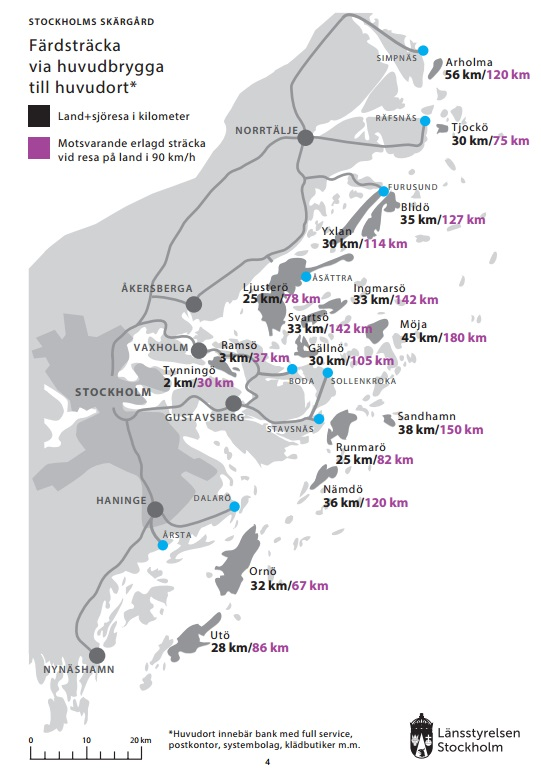 STOCKHOLMS SKÄRGÅRD
Färdsträcka
via huvudbrygga
till huvudort*
Land+sjöresa i kilometer
Motsvarande erlagd sträcka
vid resa på land i 90 km/h
SIMPNÄS
Arholma
56 km/120 km
RÄFSNÄS
Tjockö
30 km/75 km
NORRTÄLJE
FURUSUND
Blidö
35 km/127 km
Yxlan
30 km/114 km
ÅSÄTTRA
ÅKERSBERGA
Ljusterö
25 km/78 km
Ingmarsö
33 km/142 km
Svartsö
33 km/142 km
Möja
45 km/180 km
VAXHOLM
Ramsö
3 km/37 km
Gällnö
30 km/105 km
Tynningö
2 km/30 km
BODA
SOLLENKROKA
STOCKHOLM
GUSTAVSBERG
STAVSNÄS
Sandhamn
38 km/150 km
Runmarö
25 km/82 km
Nämdö
36 km/120 km
HANINGE
DALARÖ
ÅRSTA
Ornö
32 km/67 km
Utö
28 km/86 km
NYNÄSHAMN
0 10 20 km
*Huvudort innebär bank med full service,
postkontor, systembolag, klädbutiker m.m.
Länsstyrelsen
Stockholm
4